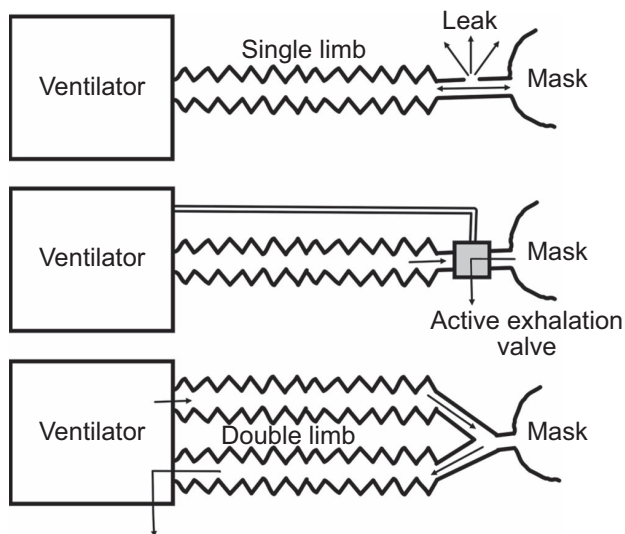 Leak
Single limb
Ventilator
Mask
Ventilator
Mask
Active exhalation
valve
Ventilator
Double limb
Mask